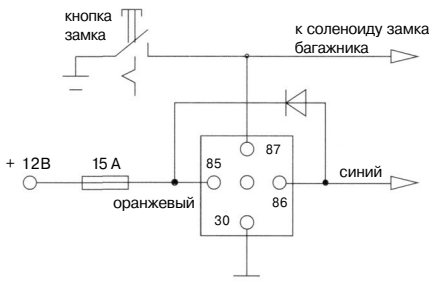 кнопка
замка
к соленоиду замка
багажника
87
+ 12В
15 А
85
синий
оранжевый
86
30